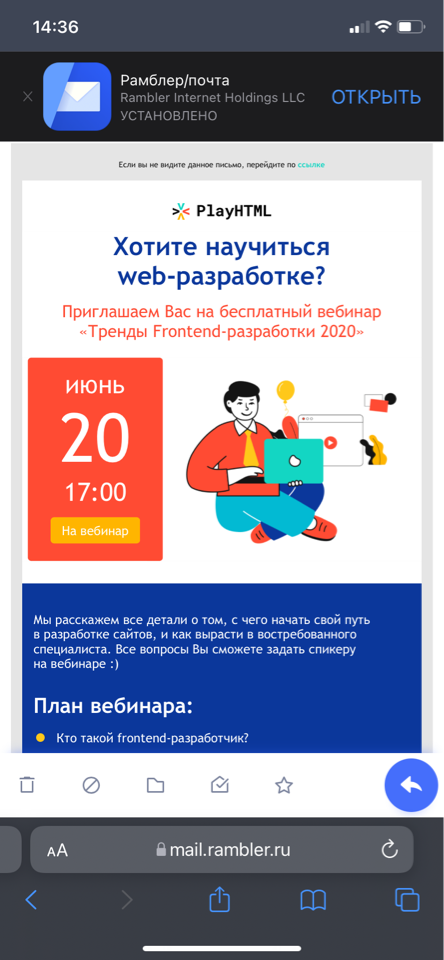 14:36
Рамблер/почта
Rambler Internet Holdings LLC
УСТАНОВЛЕНО
ОТКРЫТЬ
Если вы не видите данное письмо, перейдите по ссылке
PlayHTML
Хотите научиться
web-разработке?
Приглашаем Вас на бесплатный вебинар
«Тренды Frontend-разработки 2020»
июнь
20
17:00
На вебинар
Мы расскажем все детали о том, с чего начать свой путь
в разработке сайтов, и как вырасти в востребованного
специалиста. Все вопросы Вы сможете задать спикеру
на вебинаре :)
План вебинара:
Кто такой frontend-разработчик?
AA
mail.rambler.ru